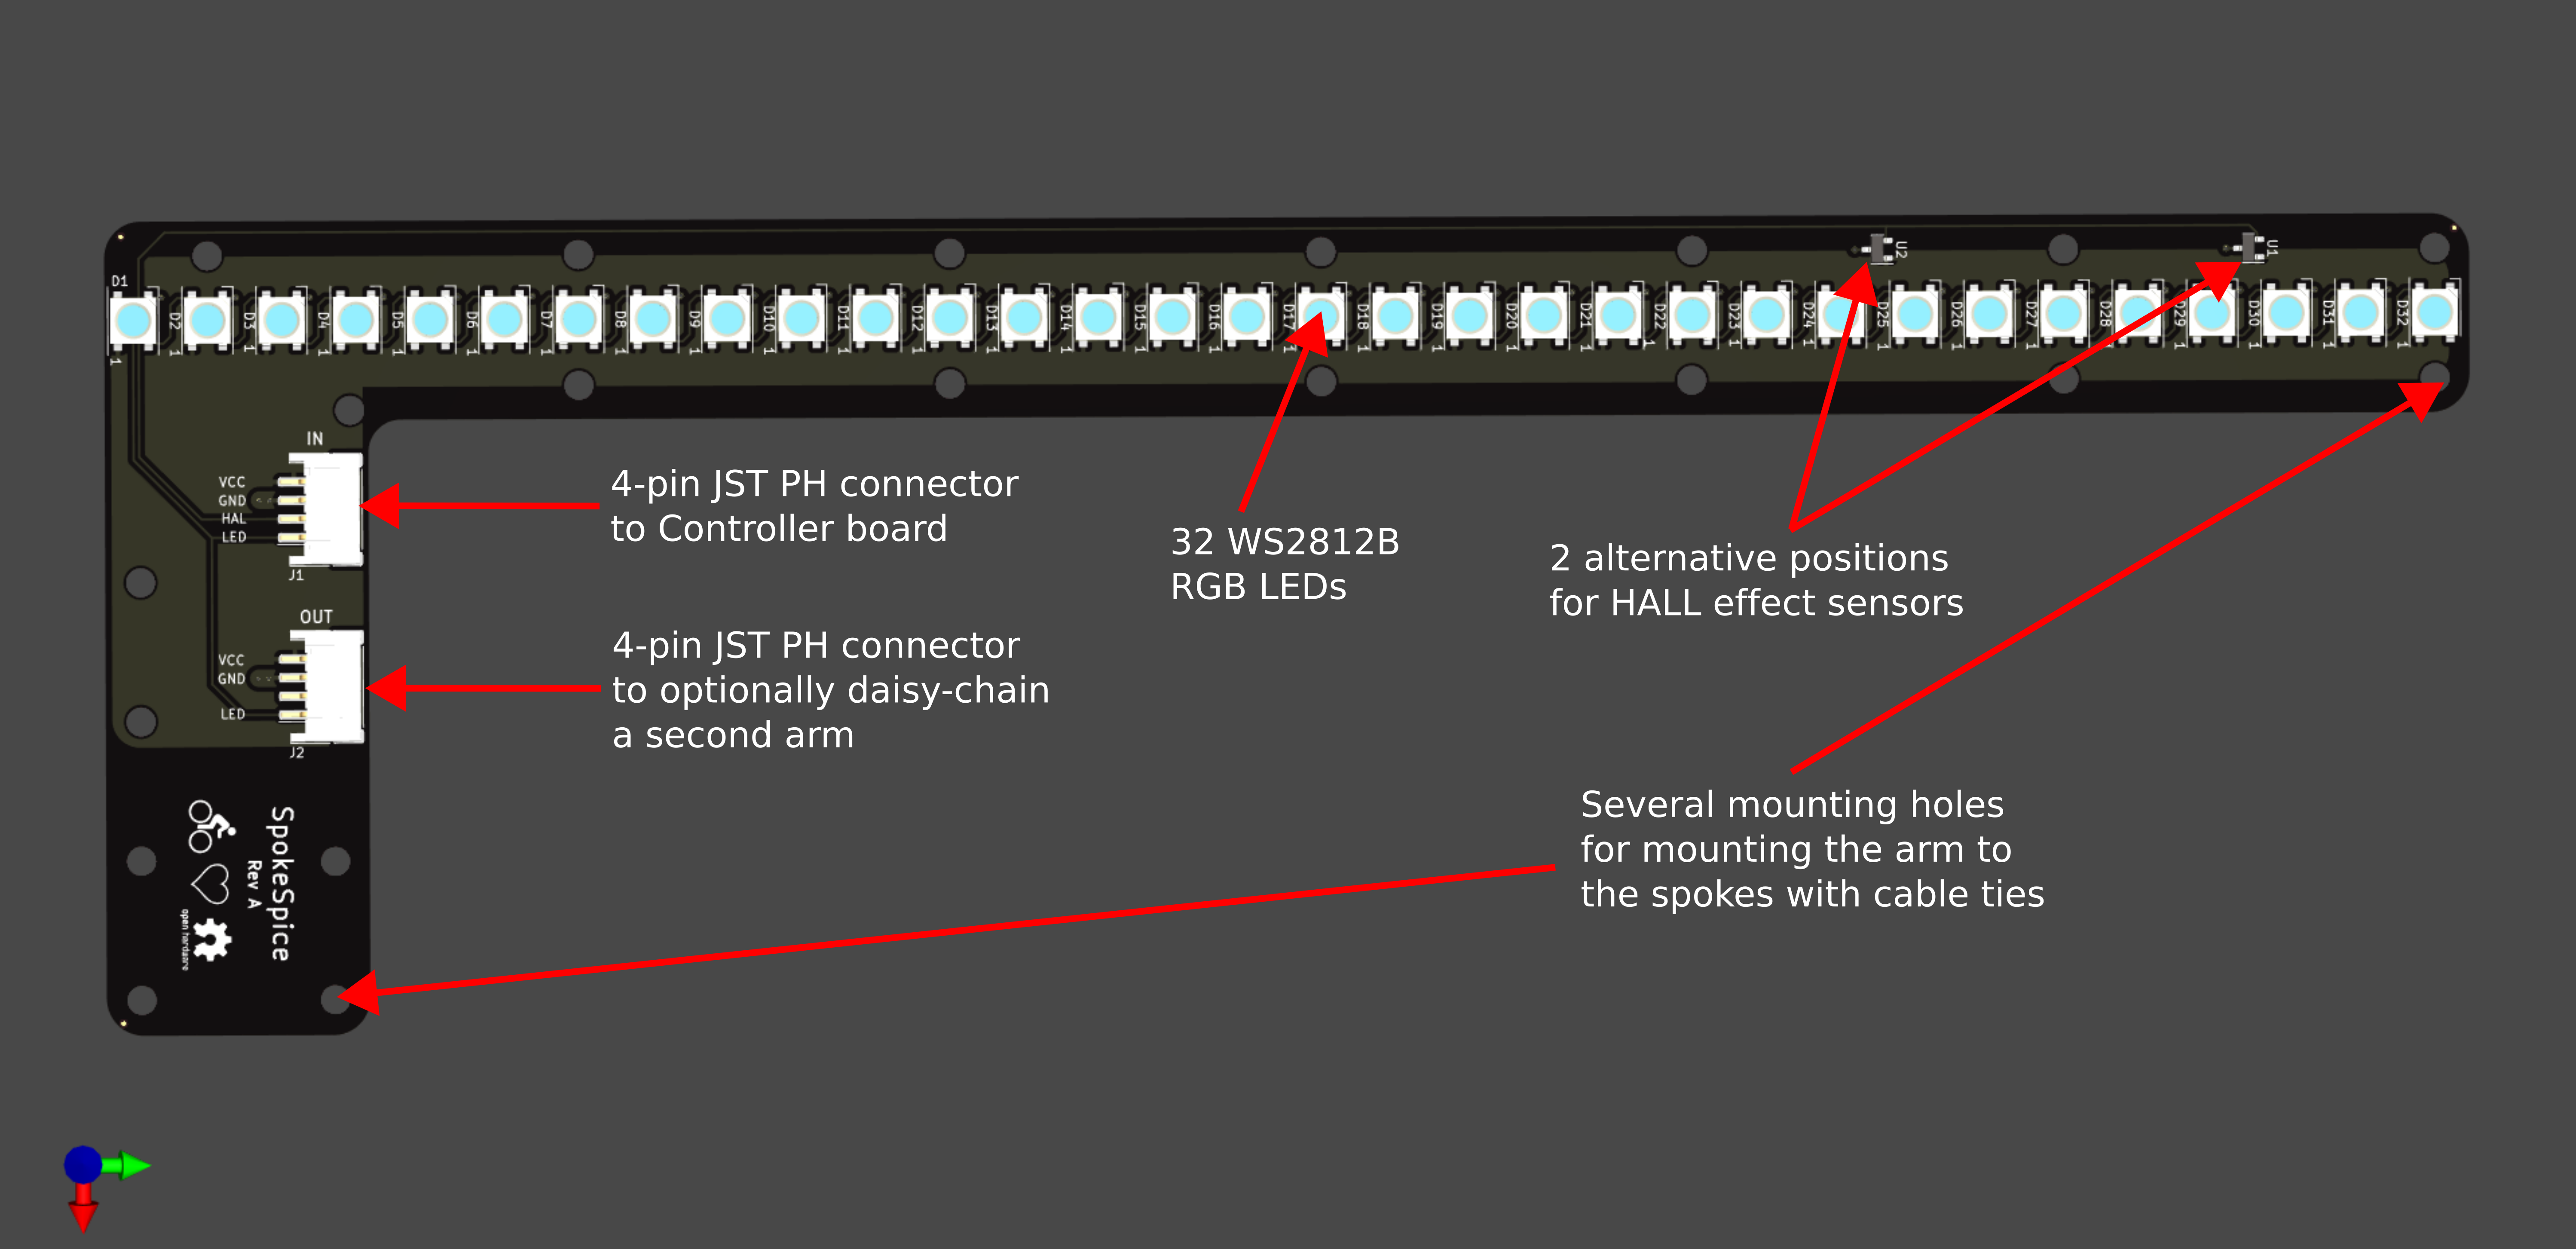 D1
D2
D3
D4
D5
D6
D7
D8
D9
D10
D11
D12
D13
D14
D15
D16
D17
D18
D19
D20
D21
D22
D23
D24
D25
D26
D27
D28
D29
D30
D31
D32
U2
U1
IN
VCC
GND
HAL
LED
J1
OUT
VCC
GND
LED
J2
4-pin JST PH connector
to Controller board
4-pin JST PH connector
to optionally daisy-chain
a second arm
32 WS2812B
RGB LEDs
2 alternative positions
for HALL effect sensors
Several mounting holes
for mounting the arm to
the spokes with cable ties
SpokeSpice
Rev A
open hardware